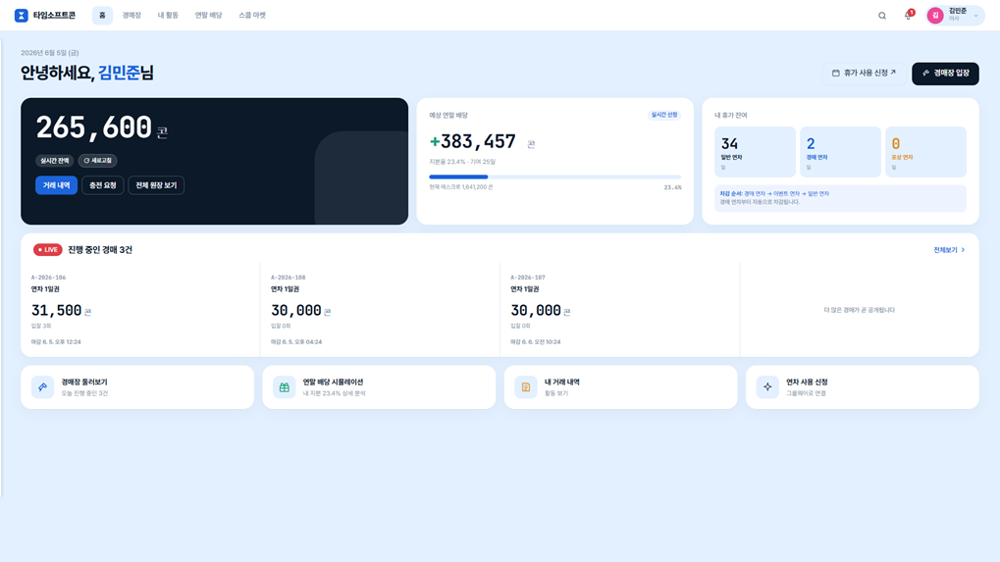 타임소프트콘
홈
경매장
내 활동
연말 배당
스콥 마켓
1
김
김민준
이사
2026년 6월 5일 (금)
안녕하세요, 김민준님
휴가 사용 신청 ↗
경매장 입장
265,600 콘
실시간 잔액
새로고침
거래 내역
충전 요청
전체 원장 보기
예상 연말 배당
실시간 산정
+383,457 콘
지분율 23.4% · 기여 25일
현재 에스크로 1,641,200 콘
23.4%
내 휴가 잔여
34
일반 연차
일
2
경매 연차
일
0
포상 연차
일
차감 순서: 경매 연차 → 이벤트 연차 → 일반 연차
경매 연차부터 자동으로 차감됩니다.
LIVE
진행 중인 경매 3건
전체보기
A-2026-186
연차 1일권
31,500 콘
입찰 3회
마감 6. 5. 오후 12:24
A-2026-188
연차 1일권
30,000 콘
입찰 0회
마감 6. 5. 오후 04:24
A-2026-187
연차 1일권
30,000 콘
입찰 0회
마감 6. 6. 오전 10:24
더 많은 경매가 곧 공개됩니다
경매장 둘러보기
오늘 진행 중인 3건
연말 배당 시뮬레이션
내 지분 23.4% 상세 분석
내 거래 내역
활동 보기
연차 사용 신청
그룹웨어로 연결